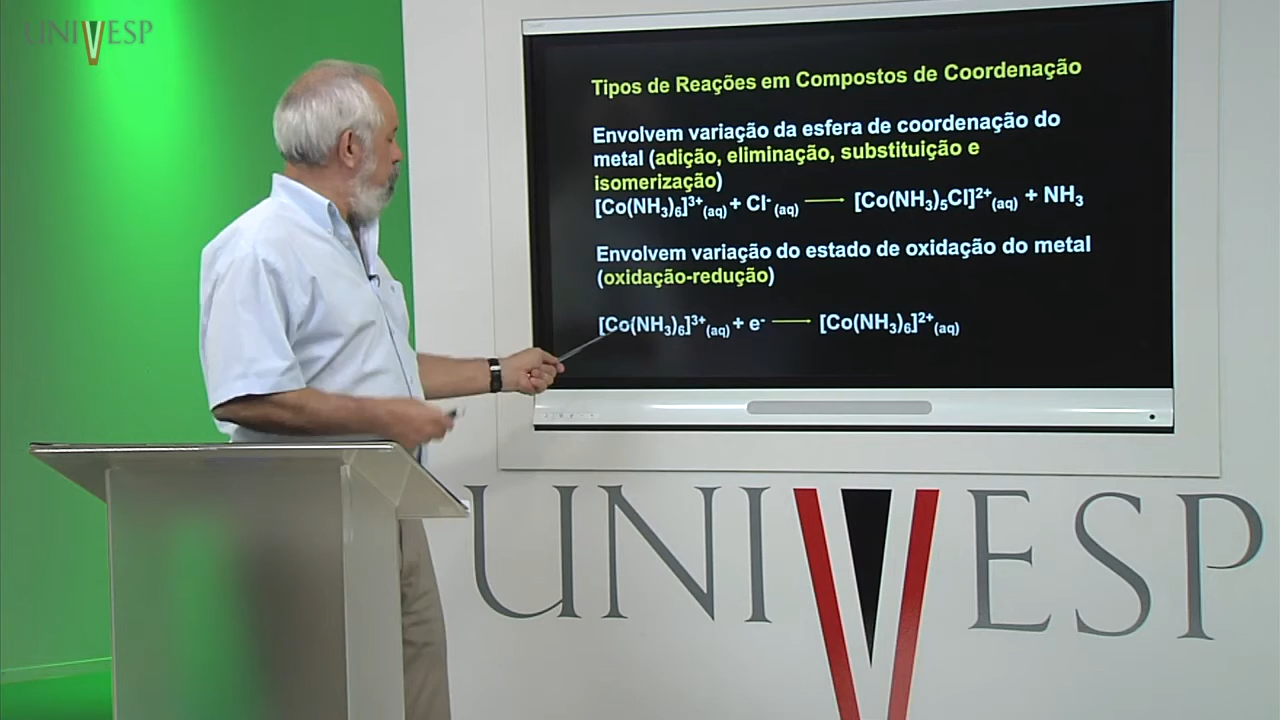 UNIVESP
Tipos de Reações em Compostos de Coordenação
Envolvem variação da esfera de coordenação do
metal (adição, eliminação, substituição e
isomerização)
[Co(NH₃)₆]³⁺(aq) + Cl⁻ (aq) ⟶ [Co(NH₃)₅Cl]²⁺(aq) + NH₃
Envolvem variação do estado de oxidação do metal
(oxidação-redução)
[Co(NH₃)₆]³⁺(aq) + e⁻ ⟶ [Co(NH₃)₆]²⁺(aq)
UNIVESP